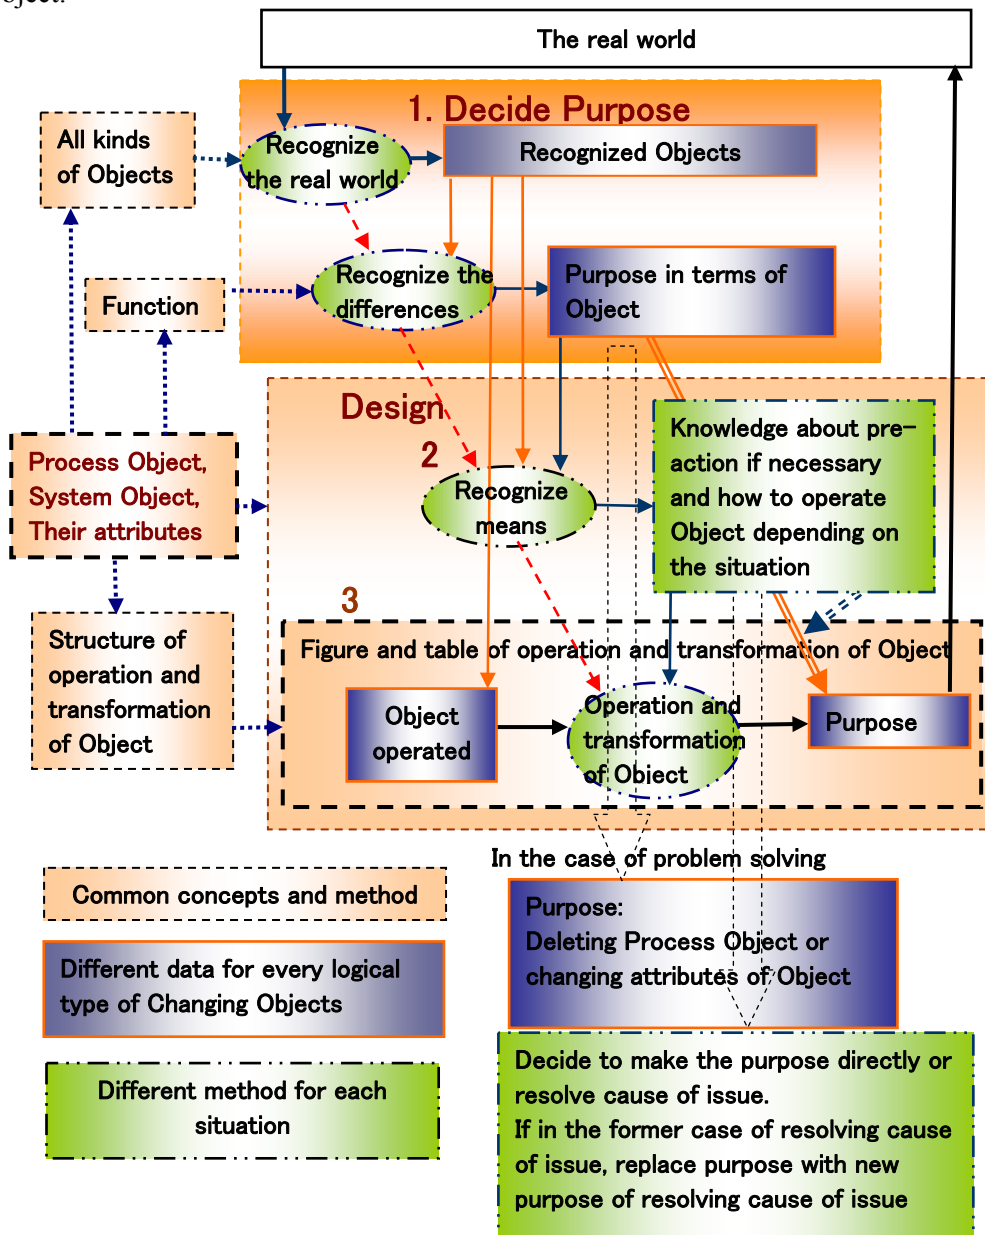 bject.
The real world
1. Decide Purpose
All kinds
of Objects
Recognize
the real world
Recognized Objects
Recognize the
differences
Purpose in terms of
Object
Function
Design
2
Process Object,
System Object,
Their attributes
Recognize
means
Knowledge about pre-
action if necessary
and how to operate
Object depending on
the situation
3
Structure of
operation and
transformation
of Object
Figure and table of operation and transformation of Object
Object
operated
Operation and
transformation
of Object
Purpose
In the case of problem solving
Common concepts and method
Purpose:
Deleting Process Object or
changing attributes of Object
Different data for every logical
type of Changing Objects
Different method for each
situation
Decide to make the purpose directly or
resolve cause of issue.
If in the former case of resolving cause
of issue, replace purpose with new
purpose of resolving cause of issue